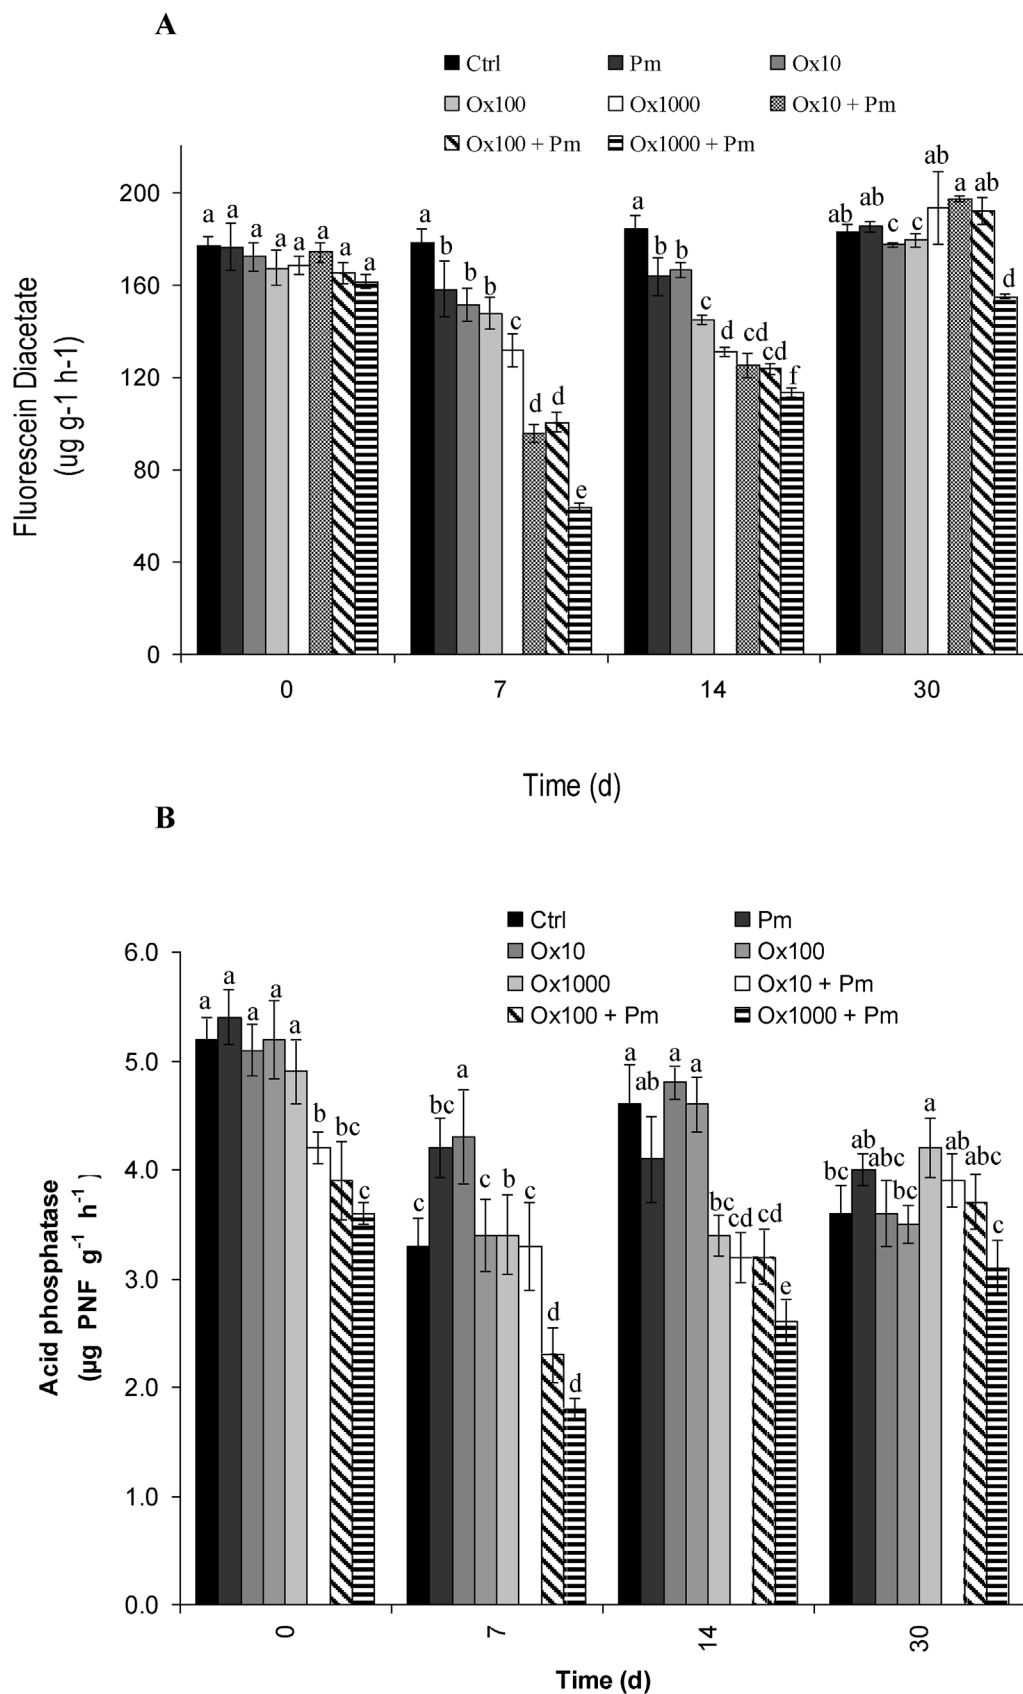 A
Ctrl Pm Ox10
Ox100 Ox1000 Ox10 + Pm
Ox100 + Pm Ox1000 + Pm
Fluorescein Diacetate
(ug g-1 h-1)
200
160
120
80
40
0
a a a a a a a a
a b b b c d d e
a b b c d cd cd f
ab ab c c ab a ab d
0 7 14 30
Time (d)
B
Ctrl Pm
Ox10 Ox100
Ox1000 Ox10 + Pm
Ox100 + Pm Ox1000 + Pm
Acid phosphatase
(µg PNF g⁻¹ h⁻¹ )
6.0
5.0
4.0
3.0
2.0
1.0
0.0
a a a a a b bc c
c bc a c b c d d
a ab a a bc cd cd e
bc ab abc bc a ab abc c
0 7 14 30
Time (d)